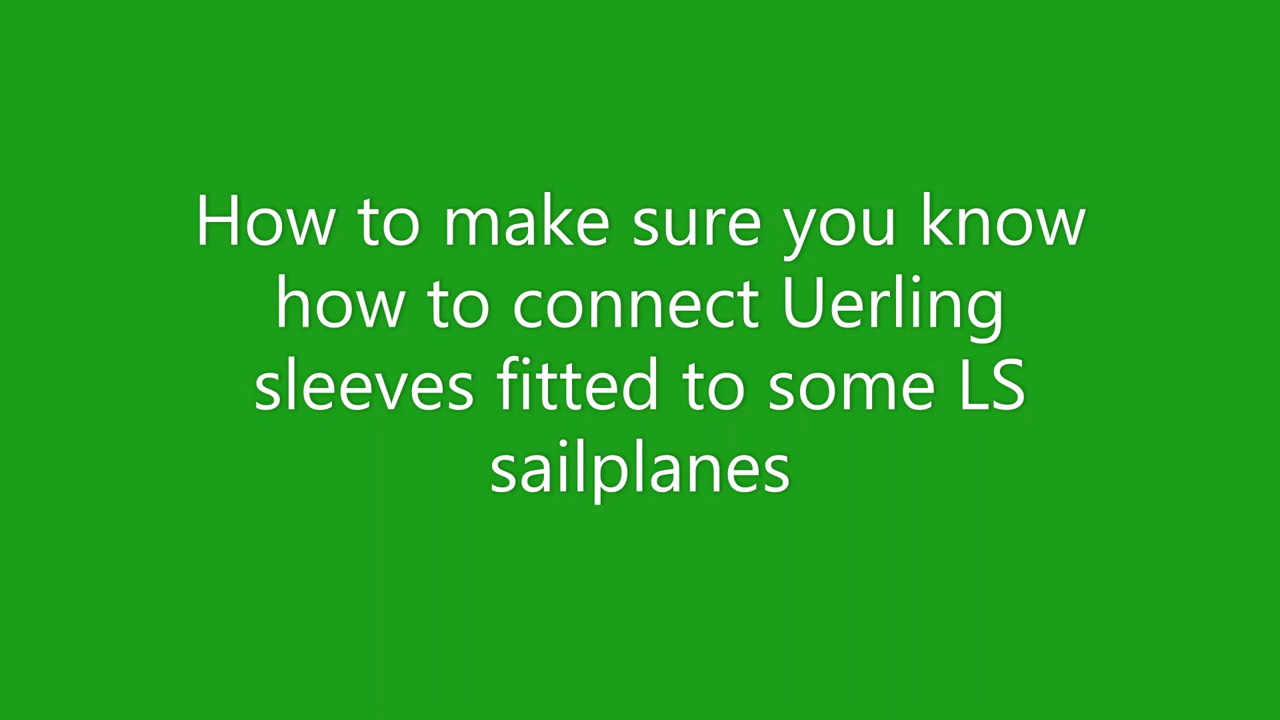 How to make sure you know
how to connect Uerling
sleeves fitted to some LS
sailplanes